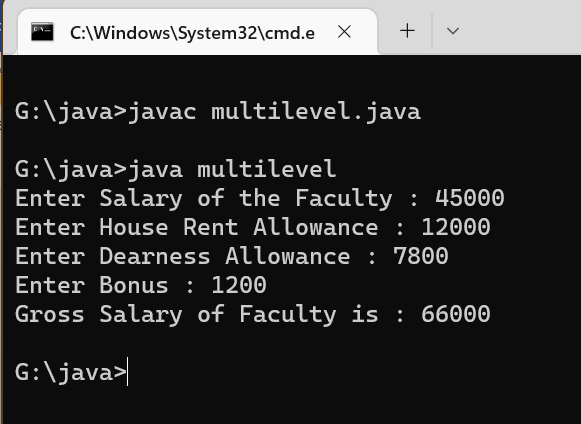 C:\Windows\System32\cmd.e
G:\java>javac multilevel.java
G:\java>java multilevel
Enter Salary of the Faculty : 45000
Enter House Rent Allowance : 12000
Enter Dearness Allowance : 7800
Enter Bonus : 1200
Gross Salary of Faculty is : 66000
G:\java>